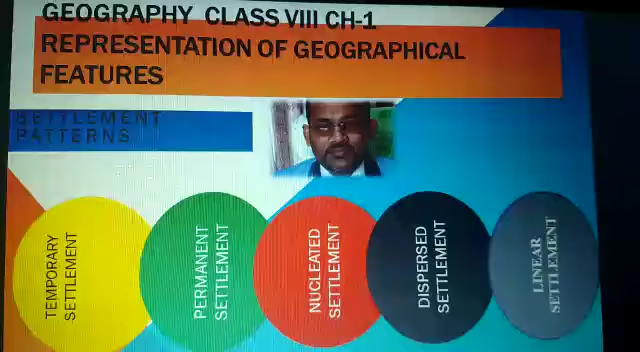 GEOGRAPHY CLASS VIII CH-1
REPRESENTATION OF GEOGRAPHICAL
FEATURES
SETTLEMENT
PATTERNS
TEMPORARY
SETTLEMENT
PERMANENT
SETTLEMENT
NUCLEATED
SETTLEMENT
DISPERSED
SETTLEMENT
LINEAR
SETTLEMENT